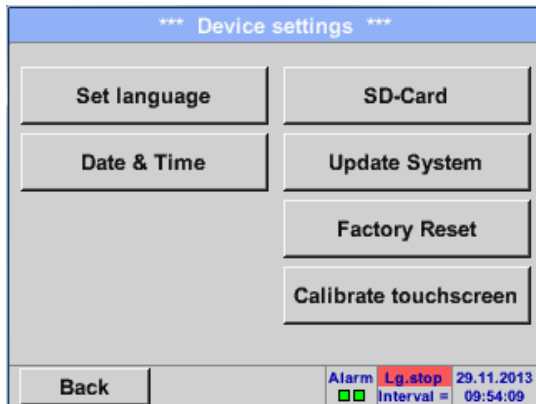 *** Device settings ***
Set language
SD-Card
Date & Time
Update System
Factory Reset
Calibrate touchscreen
Back
Alarm Lg.stop 29.11.2013
Interval = 09:54:09